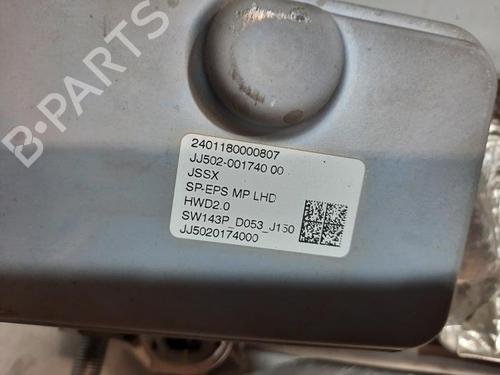 B-PARTS
2401180000807
JJ502-001740 00
JSSX
SP-EPS MP LHD
HWD2.0
SW143P_D053_J150
JJ5020174000